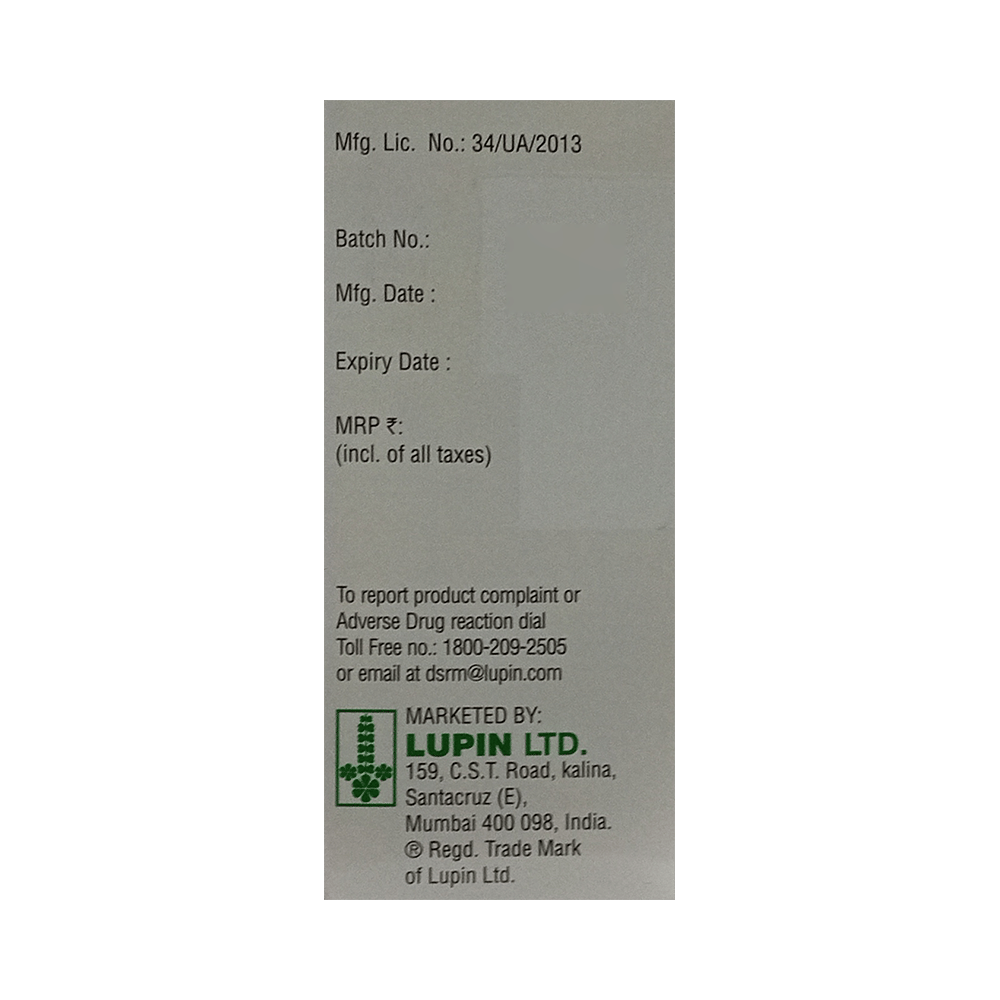 Mfg. Lic. No.: 34/UA/2013
Batch No.:
Mfg. Date :
Expiry Date :
MRP ₹:
(incl. of all taxes)
To report product complaint or
Adverse Drug reaction dial
Toll Free no.: 1800-209-2505
or email at dsrm@lupin.com
MARKETED BY:
LUPIN LTD.
159, C.S.T. Road, kalina,
Santacruz (E),
Mumbai 400 098, India.
® Regd. Trade Mark
of Lupin Ltd.